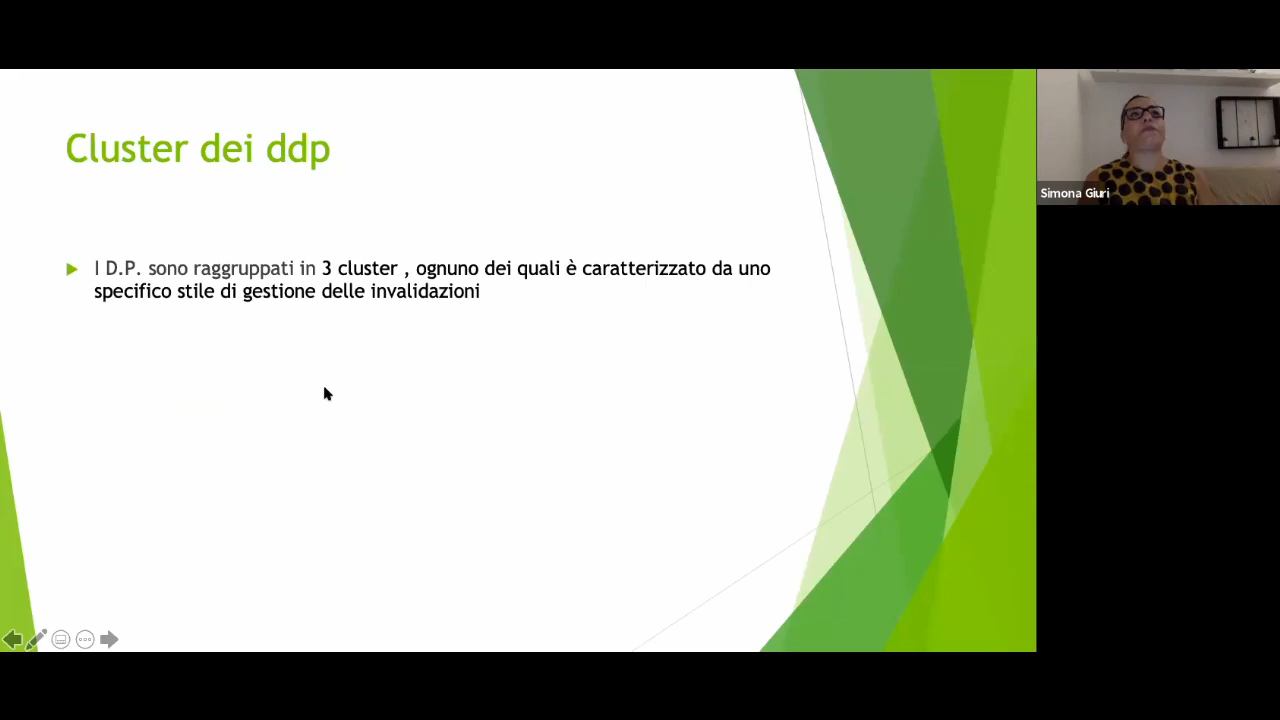 Cluster dei ddp
I D.P. sono raggruppati in 3 cluster , ognuno dei quali è caratterizzato da uno
specifico stile di gestione delle invalidazioni
Simona Giuri